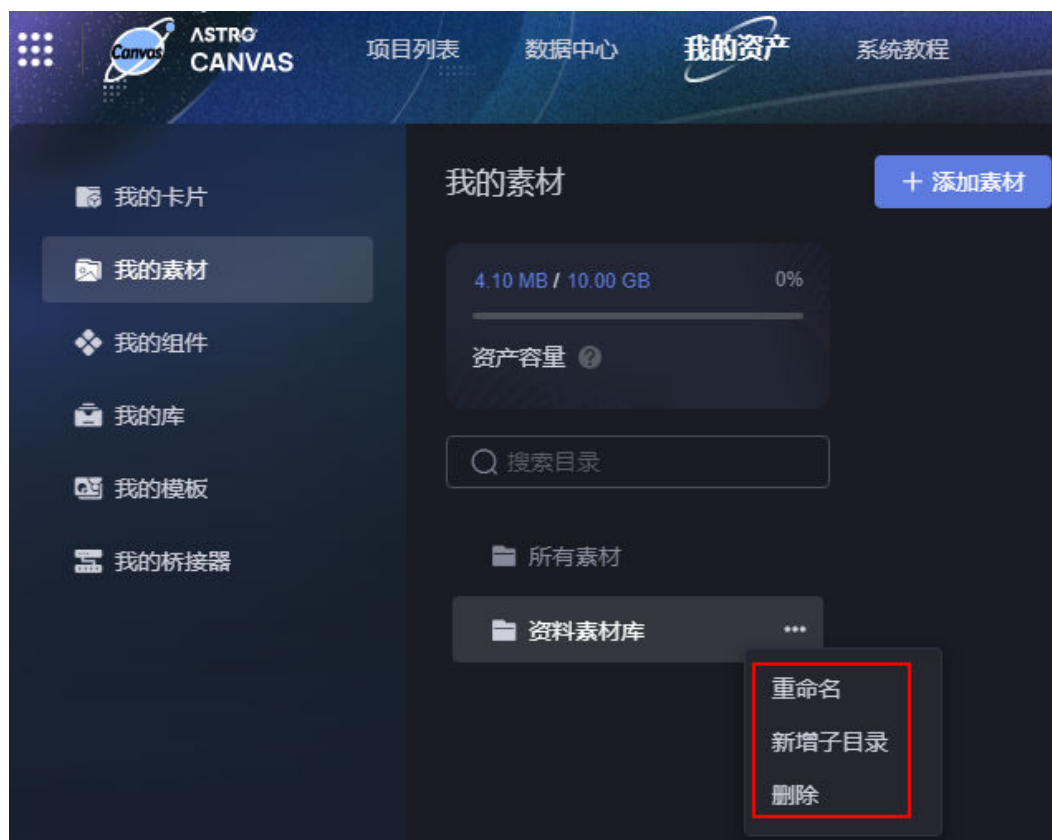 Canvas
ASTRO
CANVAS
项目列表
数据中心
我的资产
系统教程
我的卡片
我的素材
我的组件
我的库
我的模板
我的桥接器
我的素材
添加素材
4.10 MB / 10.00 GB 0%
资产容量
搜索目录
所有素材
资料素材库
重命名
新增子目录
删除